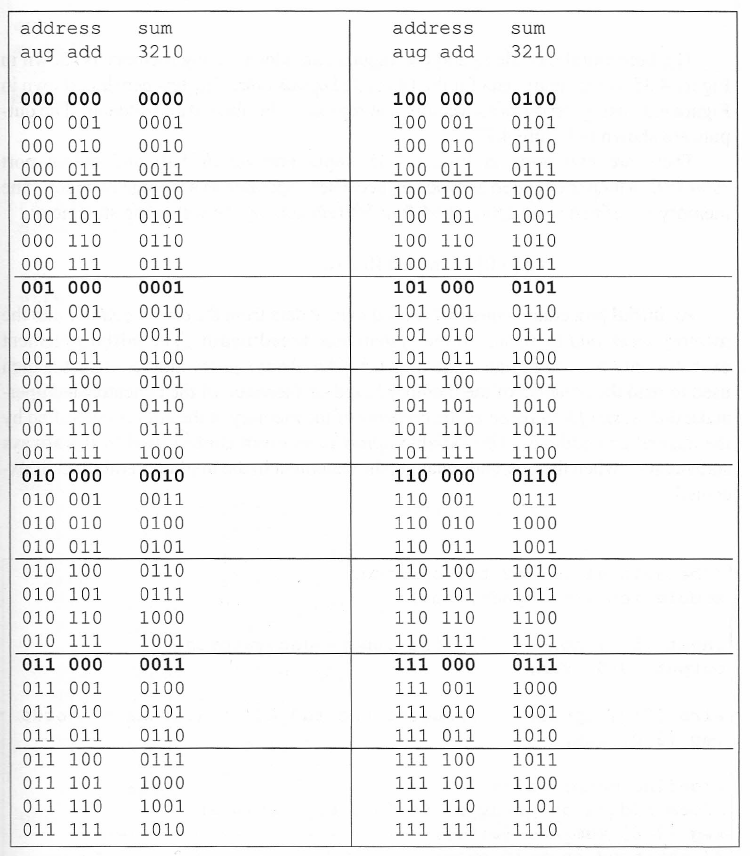 address sum
aug add 3210
000 000 0000
000 001 0001
000 010 0010
000 011 0011
000 100 0100
000 101 0101
000 110 0110
000 111 0111
001 000 0001
001 001 0010
001 010 0011
001 011 0100
001 100 0101
001 101 0110
001 110 0111
001 111 1000
010 000 0010
010 001 0011
010 010 0100
010 011 0101
010 100 0110
010 101 0111
010 110 1000
010 111 1001
011 000 0011
011 001 0100
011 010 0101
011 011 0110
011 100 0111
011 101 1000
011 110 1001
011 111 1010
address sum
aug add 3210
100 000 0100
100 001 0101
100 010 0110
100 011 0111
100 100 1000
100 101 1001
100 110 1010
100 111 1011
101 000 0101
101 001 0110
101 010 0111
101 011 1000
101 100 1001
101 101 1010
101 110 1011
101 111 1100
110 000 0110
110 001 0111
110 010 1000
110 011 1001
110 100 1010
110 101 1011
110 110 1100
110 111 1101
111 000 0111
111 001 1000
111 010 1001
111 011 1010
111 100 1011
111 101 1100
111 110 1101
111 111 1110